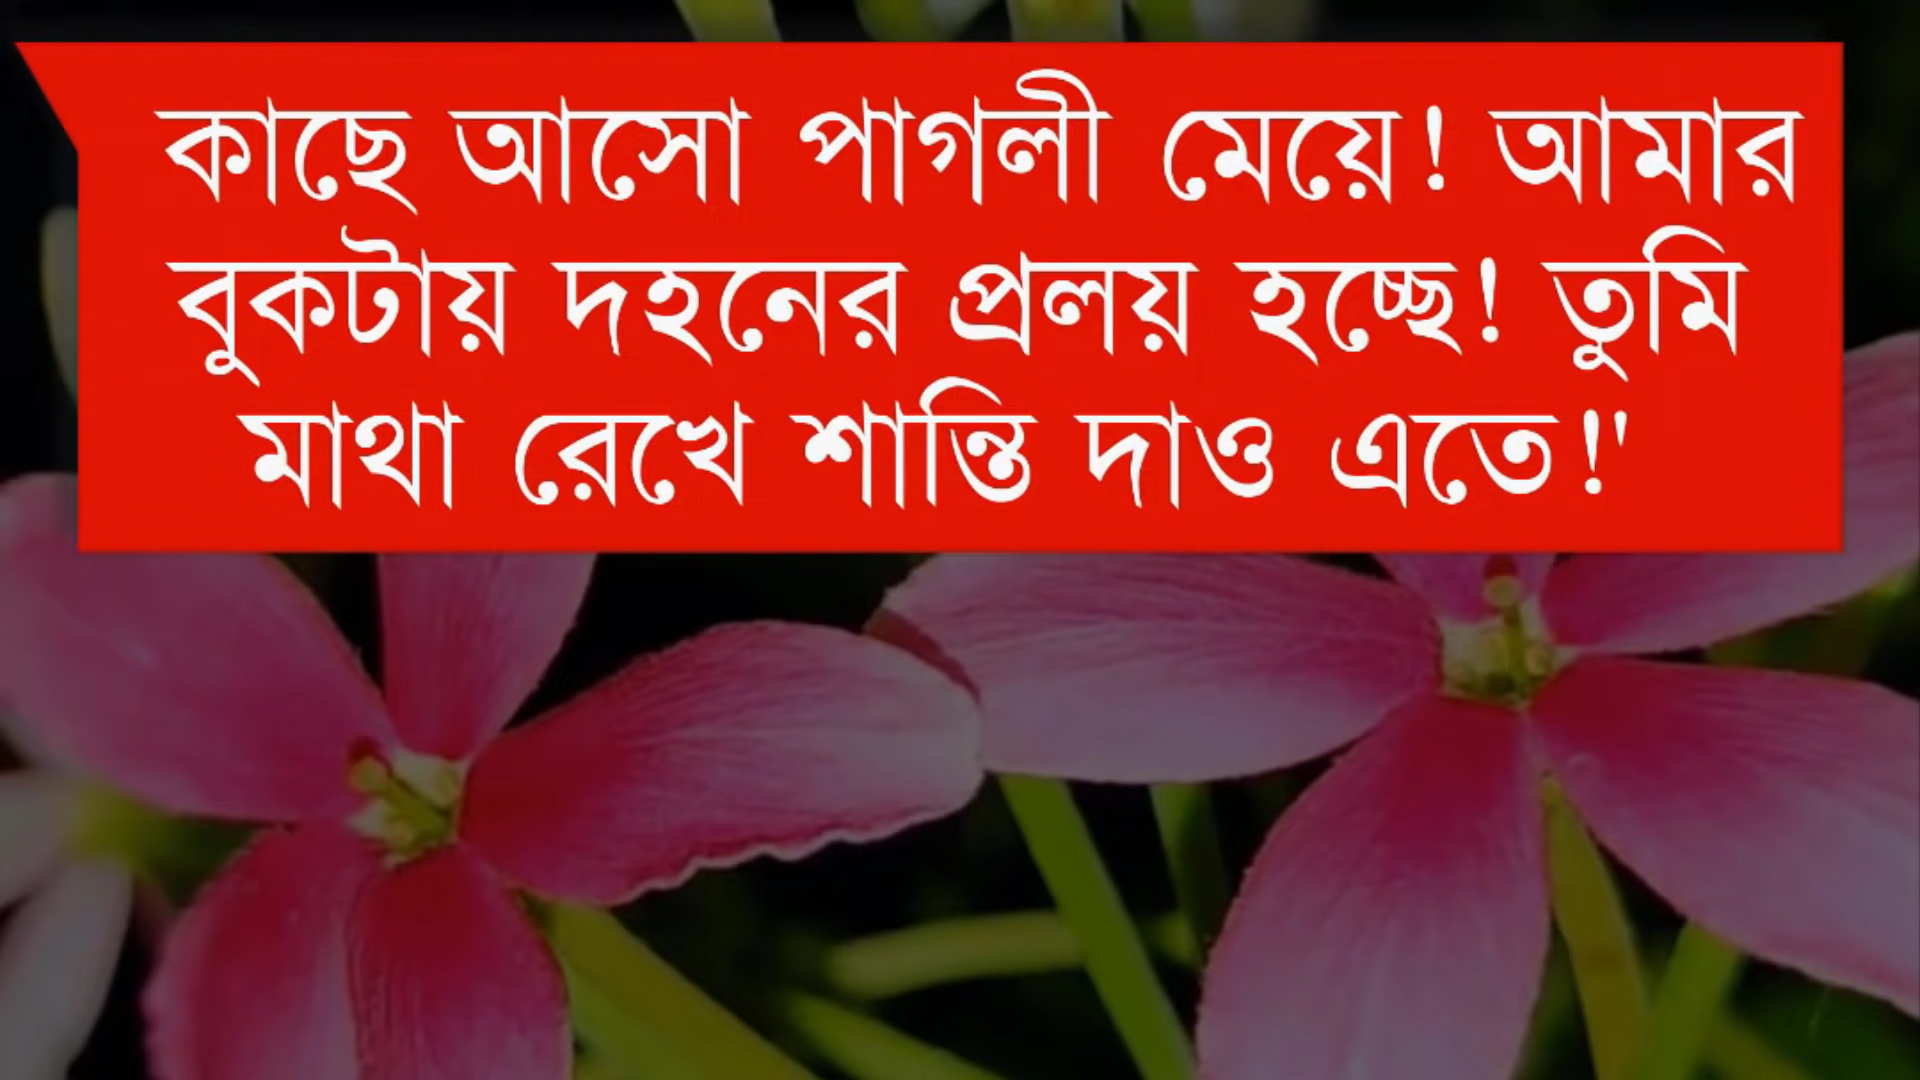 কাছে আসো পাগলী মেয়ে! আমার
বুকটায় দহনের প্রলয় হচ্ছে! তুমি
মাথা রেখে শান্তি দাও এতে!"